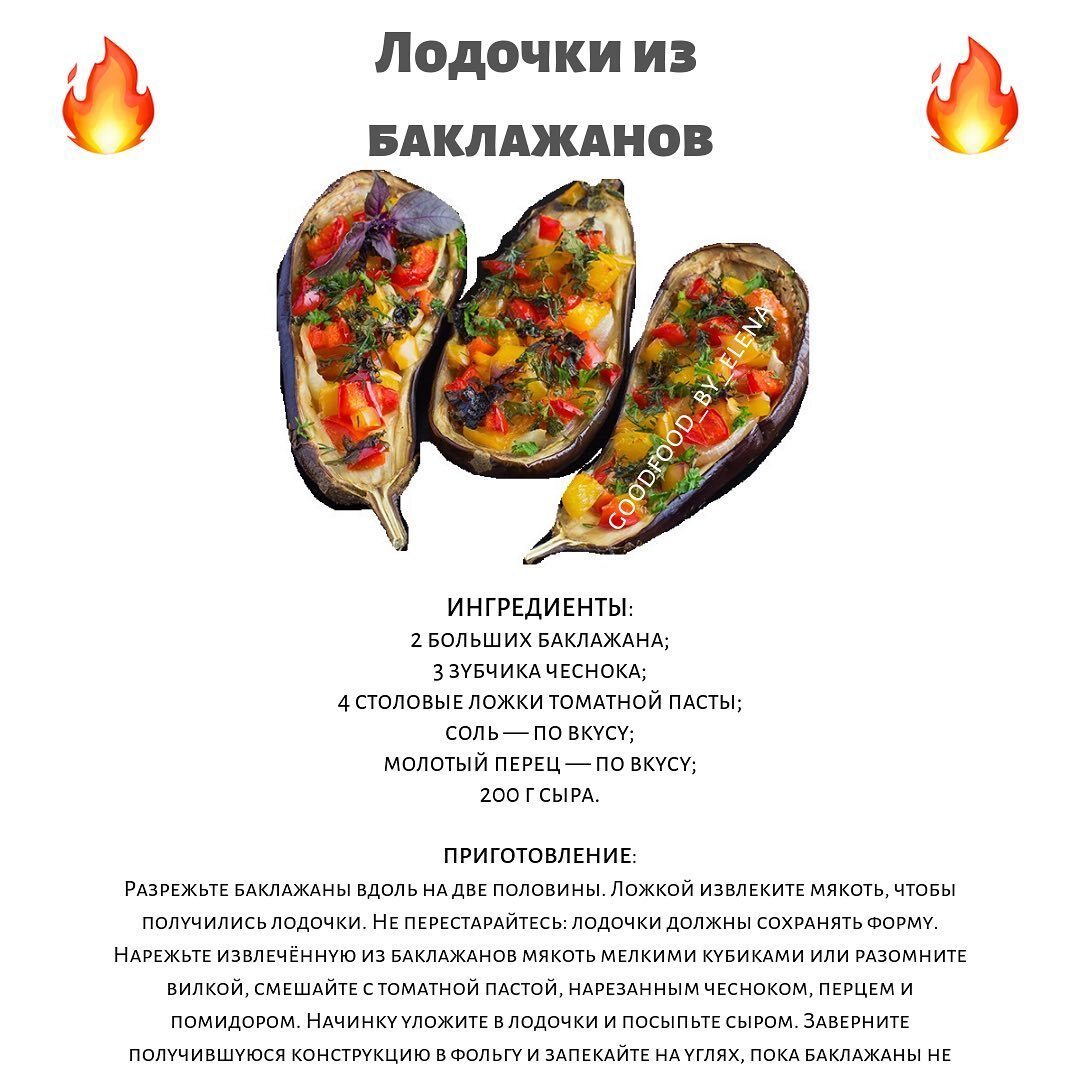 Лодочки из
баклажанов
GOODFOOD_BY_ELENA
ИНГРЕДИЕНТЫ:
2 БОЛЬШИХ БАКЛАЖАНА;
3 ЗУБЧИКА ЧЕСНОКА;
4 СТОЛОВЫЕ ЛОЖКИ ТОМАТНОЙ ПАСТЫ;
СОЛЬ — ПО ВКУСУ;
МОЛОТЫЙ ПЕРЕЦ — ПО ВКУСУ;
200 Г СЫРА.
ПРИГОТОВЛЕНИЕ:
Разрежьте баклажаны вдоль на две половины. Ложкой извлеките мякоть, чтобы
получились лодочки. Не перестарайтесь: лодочки должны сохранять форму.
Нарежьте извлечённую из баклажанов мякоть мелкими кубиками или разомните
вилкой, смешайте с томатной пастой, нарезанным чесноком, перцем и
помидором. Начинку уложите в лодочки и посыпьте сыром. Заверните
получившуюся конструкцию в фольгу и запекайте на углях, пока баклажаны не